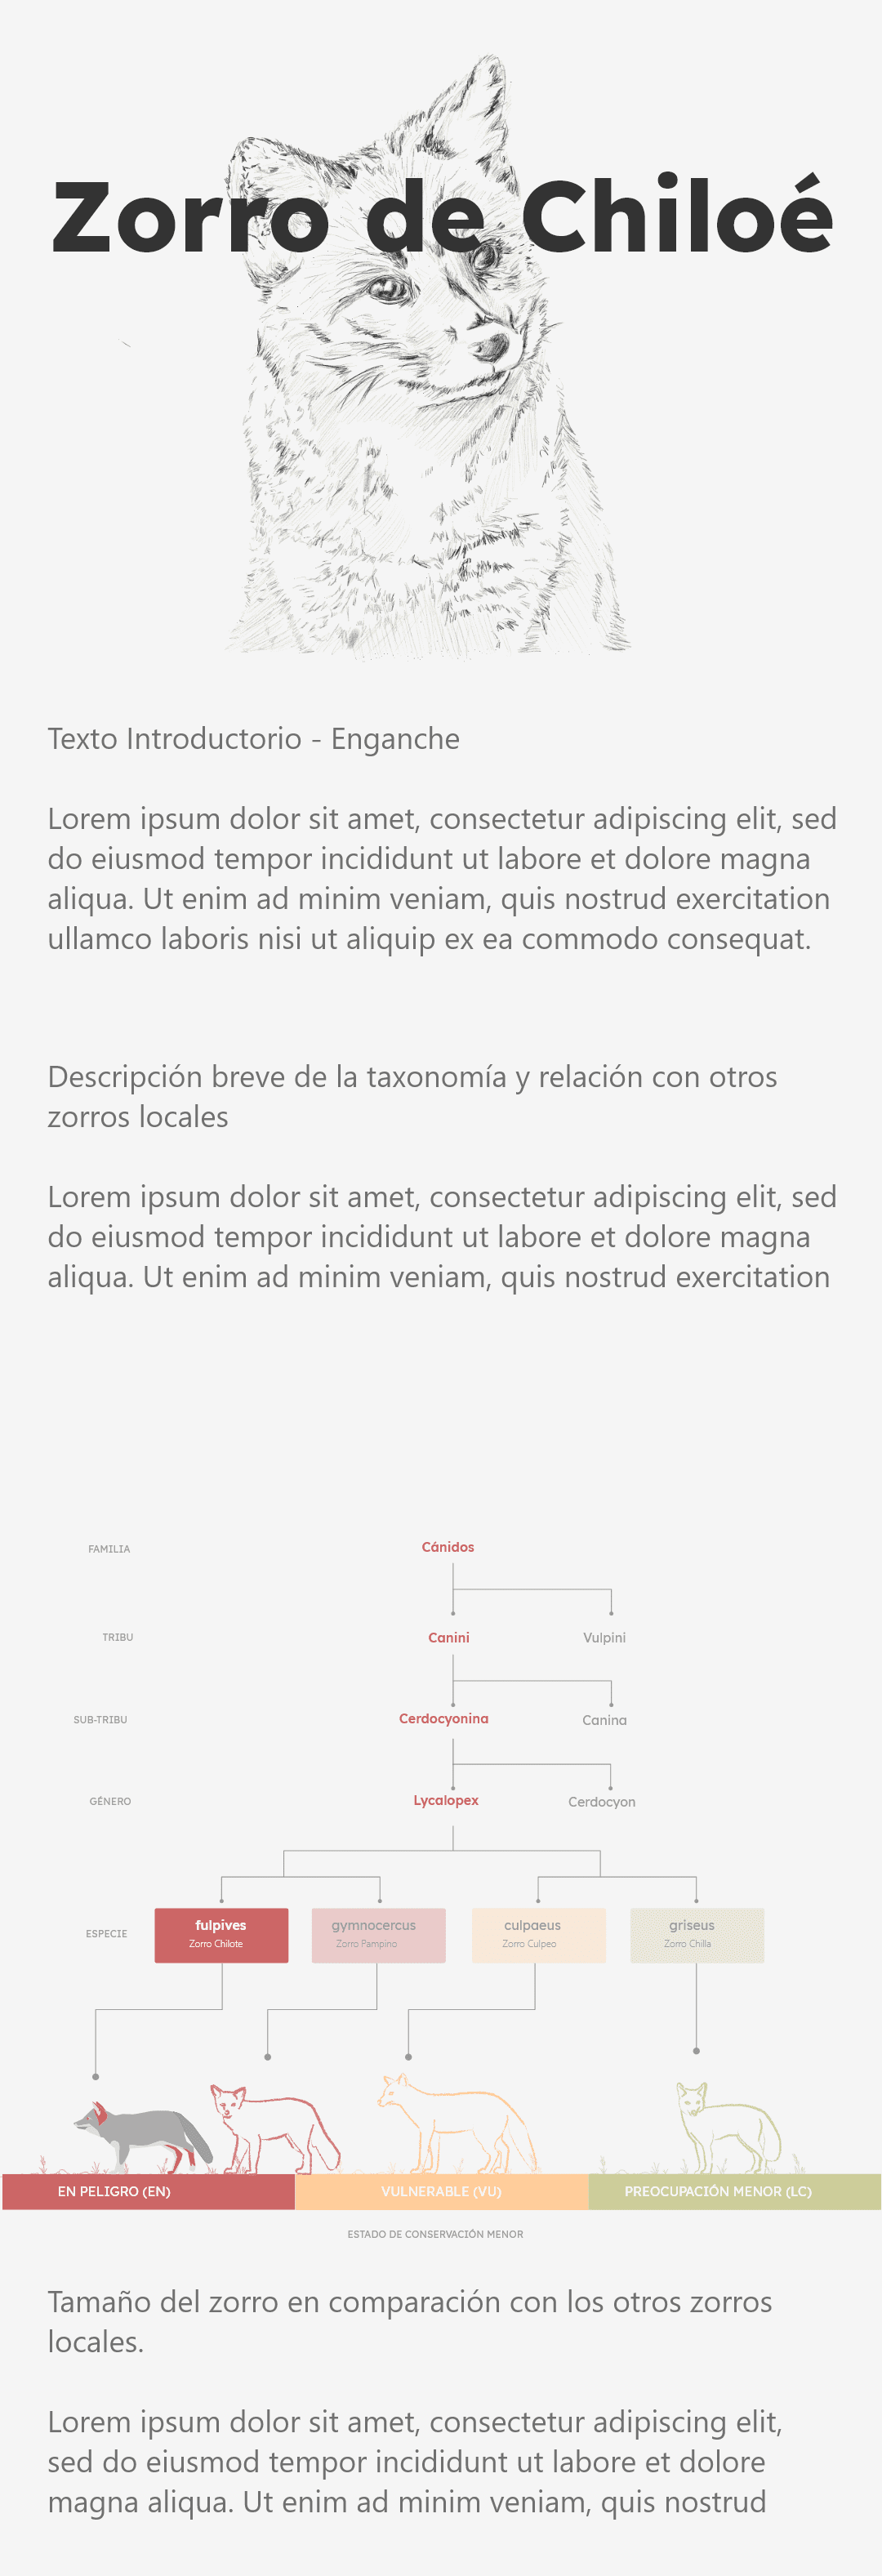 Zorro de Chiloé
Texto Introductorio - Enganche
Lorem ipsum dolor sit amet, consectetur adipiscing elit, sed
do eiusmod tempor incididunt ut labore et dolore magna
aliqua. Ut enim ad minim veniam, quis nostrud exercitation
ullamco laboris nisi ut aliquip ex ea commodo consequat.
Descripción breve de la taxonomía y relación con otros
zorros locales
Lorem ipsum dolor sit amet, consectetur adipiscing elit, sed
do eiusmod tempor incididunt ut labore et dolore magna
aliqua. Ut enim ad minim veniam, quis nostrud exercitation
FAMILIA Cánidos
TRIBU Canini Vulpini
SUB-TRIBU Cerdocyonina Canina
GÉNERO Lycalopex Cerdocyon
ESPECIE fulpives gymnocercus culpaeus griseus
Zorro Chilote Zorro Pampino Zorro Culpeo Zorro Chilla
EN PELIGRO (EN) VULNERABLE (VU) PREOCUPACIÓN MENOR (LC)
ESTADO DE CONSERVACIÓN MENOR
Tamaño del zorro en comparación con los otros zorros
locales.
Lorem ipsum dolor sit amet, consectetur adipiscing elit,
sed do eiusmod tempor incididunt ut labore et dolore
magna aliqua. Ut enim ad minim veniam, quis nostrud